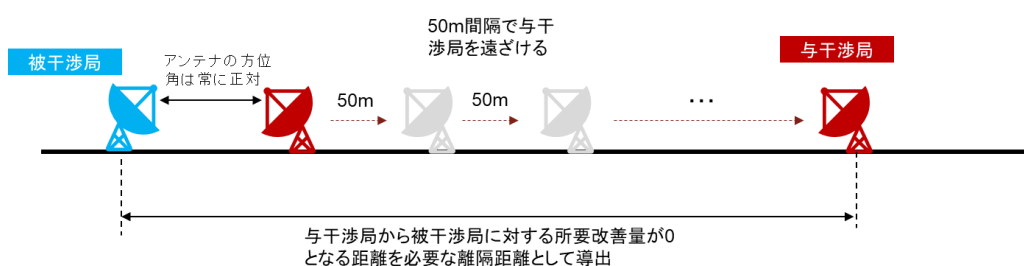 50m間隔で与干
渉局を遠ざける
被干渉局
アンテナの方位
角は常に正対
与干渉局
50m
50m
…
与干渉局から被干渉局に対する所要改善量が0
となる距離を必要な離隔距離として導出